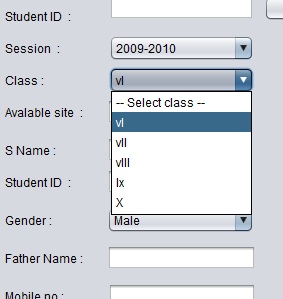 Student ID :
Session : 2009-2010
Class : vI
-- Select class --
Avalable site : vI
vII
S Name : vIII
Student ID : Ix
X
Gender : Male
Father Name :
Mobile no :